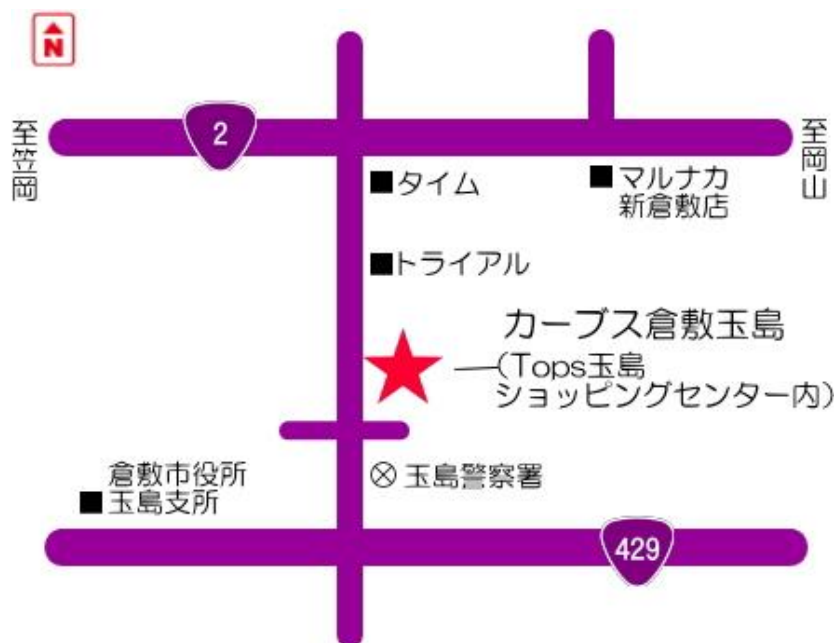 N
2
至笠岡
至岡山
タイム
マルナカ
新倉敷店
トライアル
カーブス倉敷玉島
(Tops玉島
ショッピングセンター内)
倉敷市役所
玉島支所
玉島警察署
429